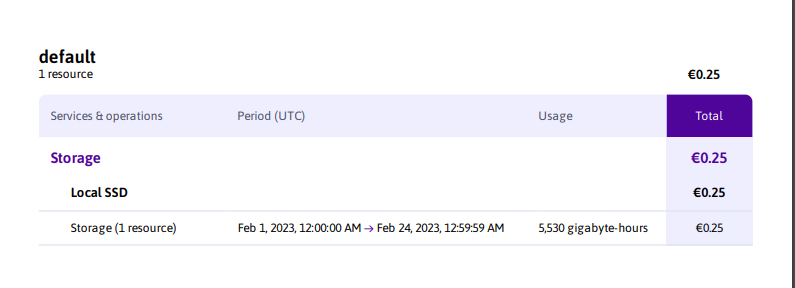 default
1 resource €0.25
Services & operations Period (UTC) Usage Total
Storage €0.25
Local SSD €0.25
Storage (1 resource) Feb 1, 2023, 12:00:00 AM → Feb 24, 2023, 12:59:59 AM 5,530 gigabyte-hours €0.25